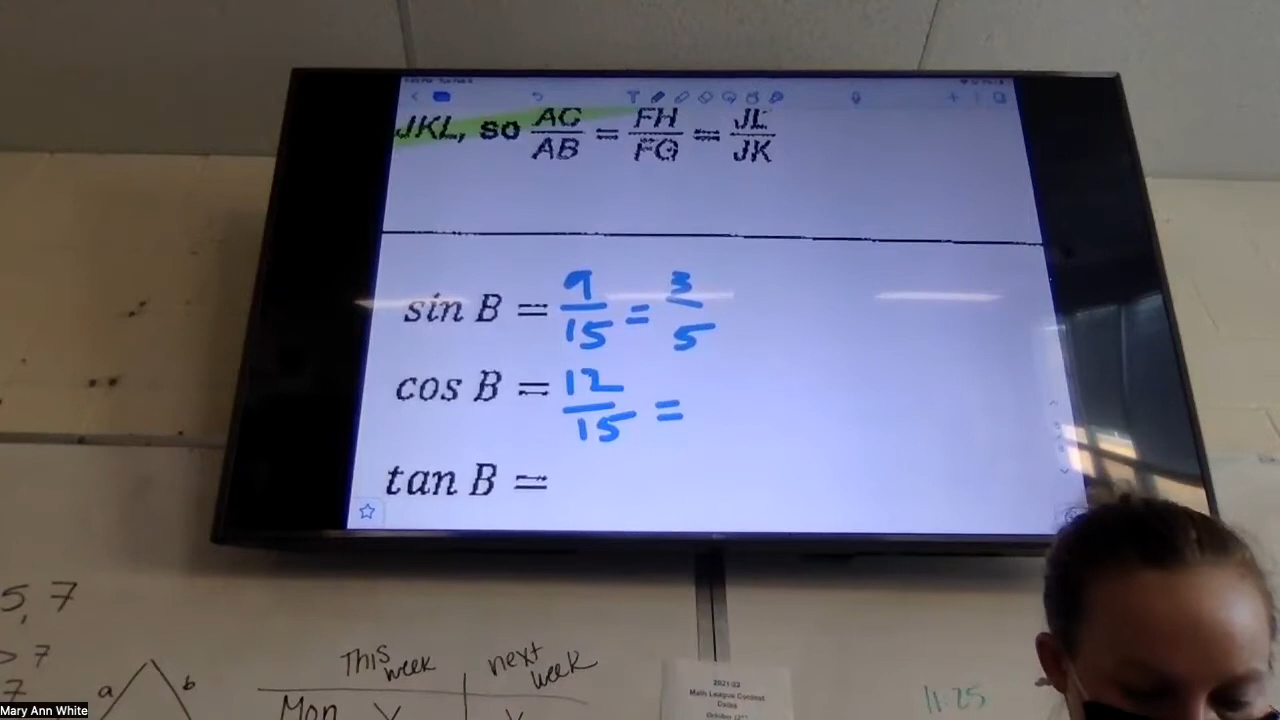 JKL, so AC/AB = FH/FG = JL/JK
sin B = 9/15 = 3/5
cos B = 12/15 =
tan B =
5, 7
> 7
7
a b
This week next week
Mon
2021-22
Math League Contest
Dates
October
11:25
Mary Ann White